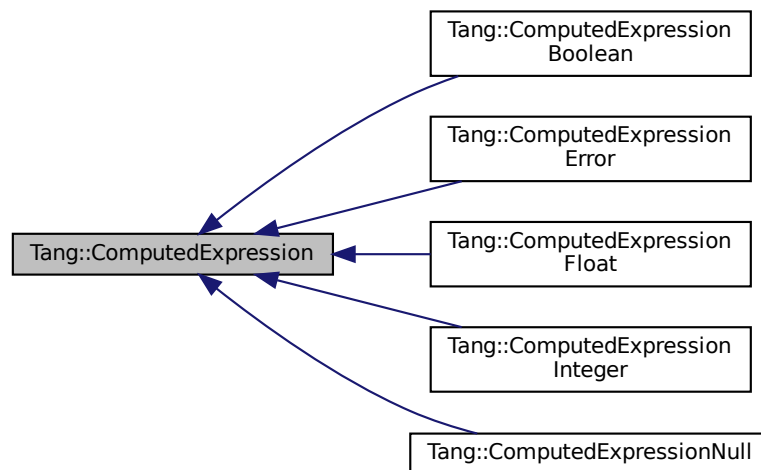 Tang::ComputedExpression
Boolean
Tang::ComputedExpression
Error
Tang::ComputedExpression
Tang::ComputedExpression
Float
Tang::ComputedExpression
Integer
Tang::ComputedExpressionNull